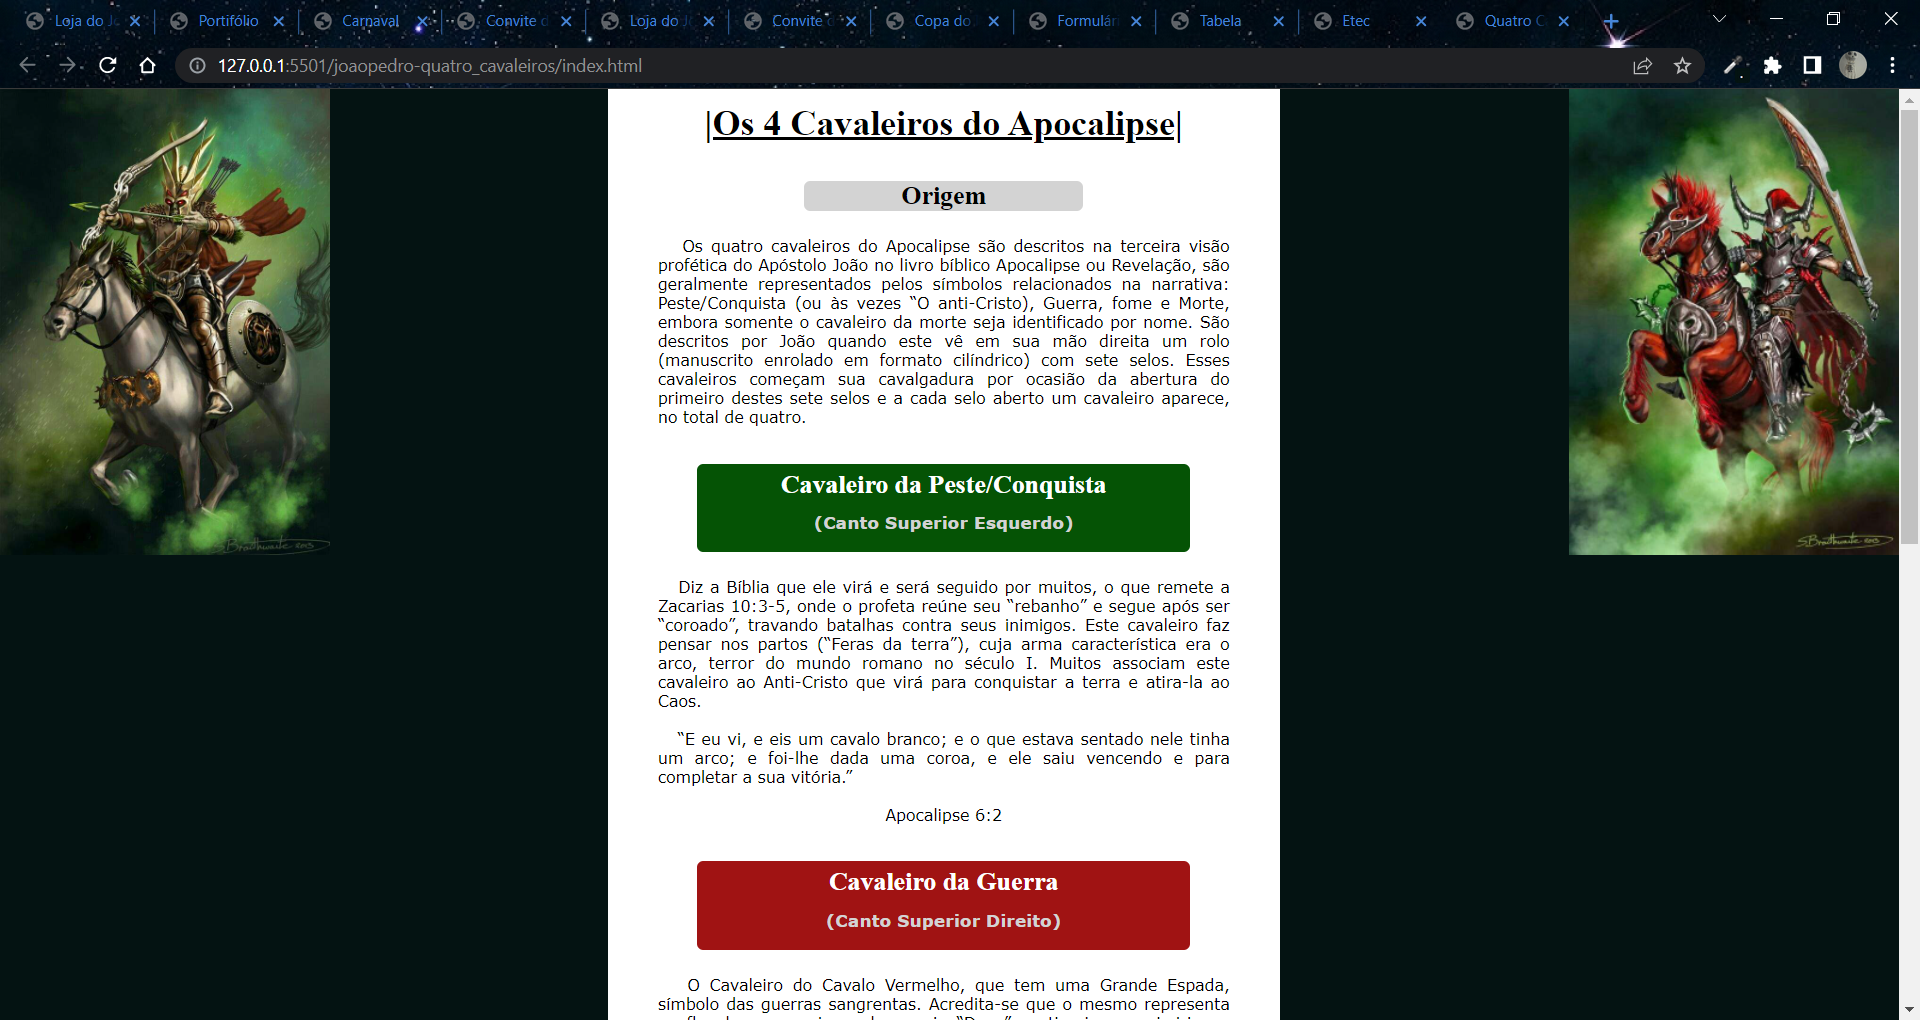 Loja do J
Portifólio
Carnaval
Convite d
Loja do J
Convite d
Copa do
Formulár
Tabela
Etec
Quatro C
127.0.0.1:5501/joaopedro-quatro_cavaleiros/index.html
|Os 4 Cavaleiros do Apocalipse|
Origem
Os quatro cavaleiros do Apocalipse são descritos na terceira visão
profética do Apóstolo João no livro bíblico Apocalipse ou Revelação, são
geralmente representados pelos símbolos relacionados na narrativa:
Peste/Conquista (ou às vezes “O anti-Cristo), Guerra, fome e Morte,
embora somente o cavaleiro da morte seja identificado por nome. São
descritos por João quando este vê em sua mão direita um rolo
(manuscrito enrolado em formato cilíndrico) com sete selos. Esses
cavaleiros começam sua cavalgadura por ocasião da abertura do
primeiro destes sete selos e a cada selo aberto um cavaleiro aparece,
no total de quatro.
Cavaleiro da Peste/Conquista
(Canto Superior Esquerdo)
Diz a Bíblia que ele virá e será seguido por muitos, o que remete a
Zacarias 10:3-5, onde o profeta reúne seu “rebanho” e segue após ser
“coroado”, travando batalhas contra seus inimigos. Este cavaleiro faz
pensar nos partos (“Feras da terra”), cuja arma característica era o
arco, terror do mundo romano no século I. Muitos associam este
cavaleiro ao Anti-Cristo que virá para conquistar a terra e atira-la ao
Caos.
“E eu vi, e eis um cavalo branco; e o que estava sentado nele tinha
um arco; e foi-lhe dada uma coroa, e ele saiu vencendo e para
completar a sua vitória.”
Apocalipse 6:2
Cavaleiro da Guerra
(Canto Superior Direito)
O Cavaleiro do Cavalo Vermelho, que tem uma Grande Espada,
símbolo das guerras sangrentas. Acredita-se que o mesmo representa